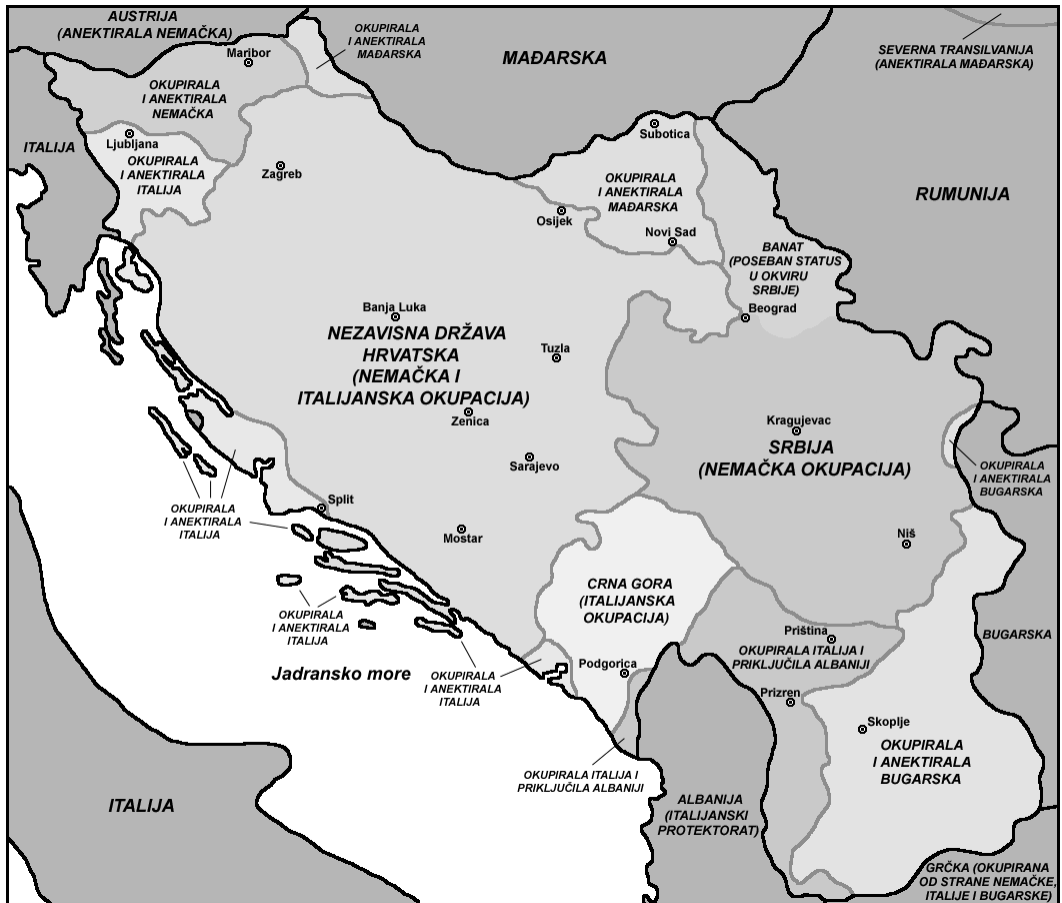 AUSTRIJA
(ANEKTIRALA NEMAČKA)
Maribor
OKUPIRALA
I ANEKTIRALA
MAĐARSKA
MAĐARSKA
SEVERNA TRANSILVANIJA
(ANEKTIRALA MAĐARSKA)
OKUPIRALA
I ANEKTIRALA
NEMAČKA
ITALIJA
Ljubljana
OKUPIRALA
I ANEKTIRALA
ITALIJA
Zagreb
Subotica
OKUPIRALA
I ANEKTIRALA
MAĐARSKA
Osijek
Novi Sad
RUMUNIJA
BANAT
(POSEBAN STATUS
U OKVIRU
SRBIJE)
Beograd
Banja Luka
NEZAVISNA DRŽAVA
HRVATSKA
(NEMAČKA I
ITALIJANSKA OKUPACIJA)
Tuzla
Zenica
Sarajevo
Kragujevac
SRBIJA
(NEMAČKA OKUPACIJA)
OKUPIRALA
I ANEKTIRALA
BUGARSKA
OKUPIRALA
I ANEKTIRALA
ITALIJA
Split
Mostar
Niš
CRNA GORA
(ITALIJANSKA
OKUPACIJA)
OKUPIRALA
I ANEKTIRALA
ITALIJA
Jadransko more
OKUPIRALA
I ANEKTIRALA
ITALIJA
Podgorica
Priština
OKUPIRALA ITALIJA I
PRIKLJUČILA ALBANIJI
BUGARSKA
Prizren
Skoplje
OKUPIRALA
I ANEKTIRALA
BUGARSKA
OKUPIRALA ITALIJA I
PRIKLJUČILA ALBANIJI
ITALIJA
ALBANIJA
(ITALIJANSKI
PROTEKTORAT)
GRČKA (OKUPIRANA
OD STRANE NEMAČKE,
ITALIJE I BUGARSKE)